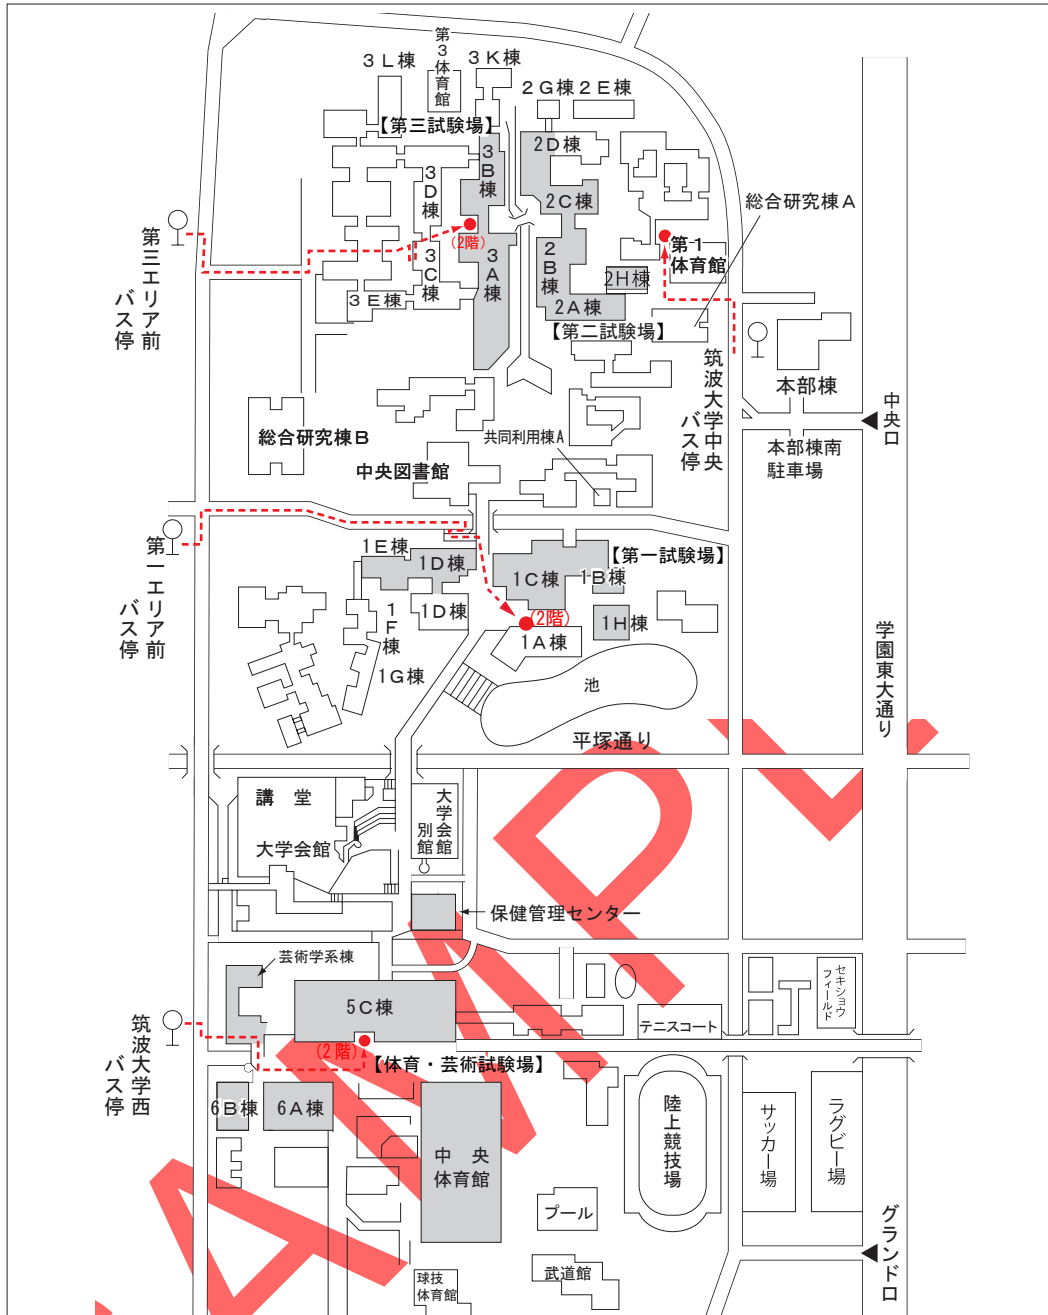 第3体育館
3L棟
3K棟
2G棟
2E棟
【第三試験場】
3B棟
2D棟
3D棟
2C棟
総合研究棟A
(2階)
第三エリア前
バス停
3C棟
3A棟
2B棟
第1
体育館
2H棟
3E棟
2A棟
【第二試験場】
筑波大学中央
バス停
本部棟
中央口
総合研究棟B
共同利用棟A
本部棟南
駐車場
中央図書館
第一エリア前
バス停
1E棟
1D棟
【第一試験場】
1C棟
1B棟
1D棟
1F棟
(2階)
1H棟
1A棟
1G棟
池
学園東大通り
平塚通り
講 堂
大学会館
別館
大学会館
保健管理センター
芸術学系棟
セキショウ
フィールド
5C棟
テニスコート
筑波大学西
バス停
(2階)
【体育・芸術試験場】
6B棟
6A棟
中 央
体育館
陸上競技場
サッカー場
ラグビー場
プール
グランド口
武道館
球技
体育館
SAMPL